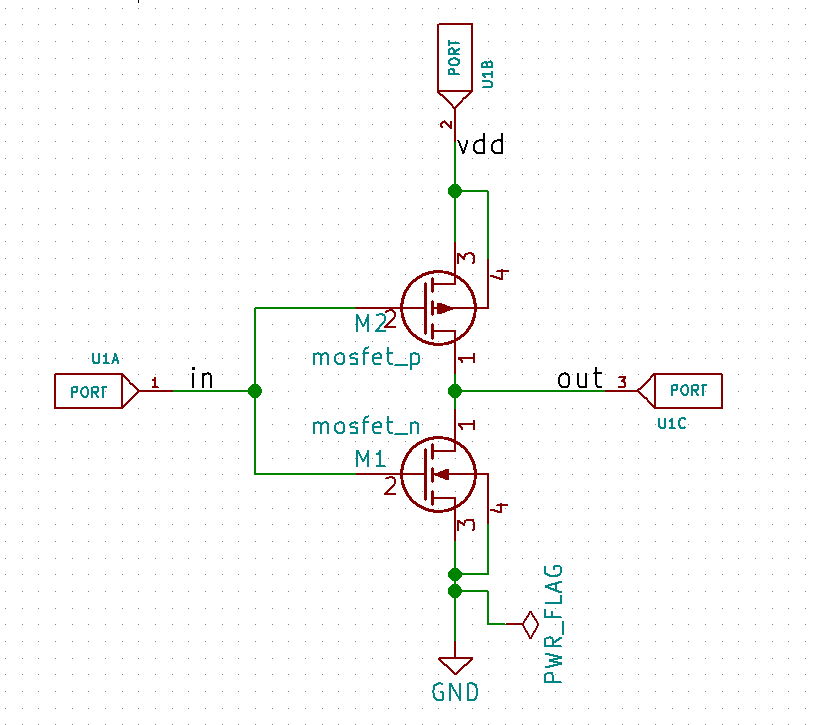 PORT
U1B
2
vdd
3
4
M2
2
mosfet_p
1
U1A
PORT
1
in
out
3
PORT
U1C
mosfet_n
1
M1
2
4
3
PWR_FLAG
GND